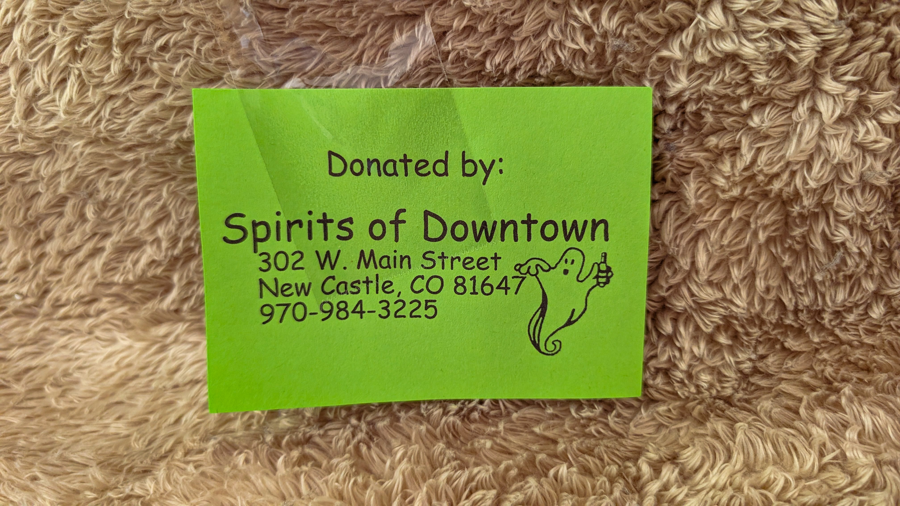 Donated by:
Spirits of Downtown
302 W. Main Street
New Castle, CO 81647
970-984-3225